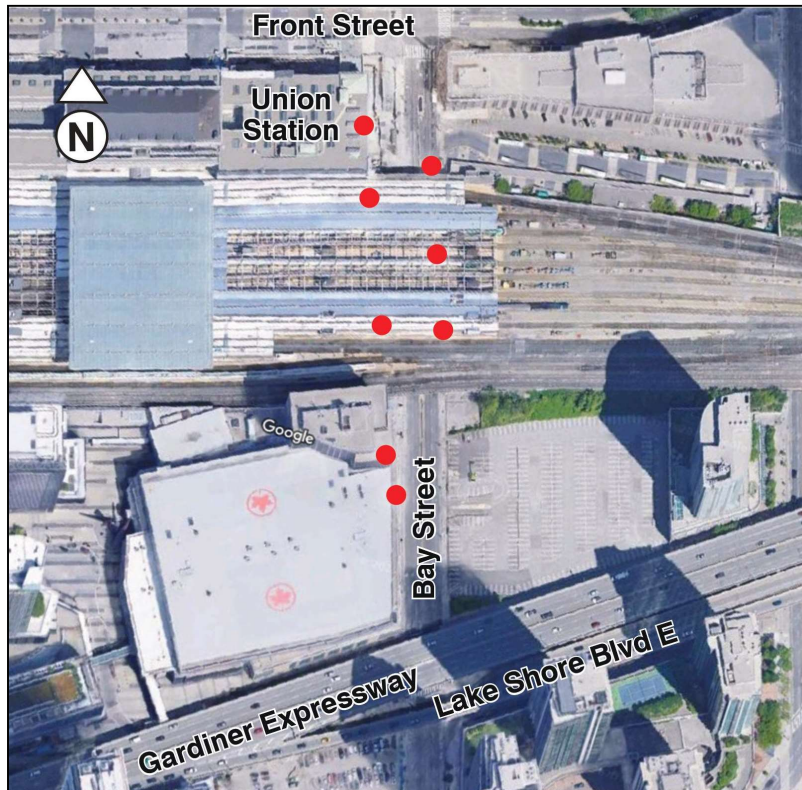 Front Street
Union
Station
N
Google
Bay Street
Gardiner Expressway
Lake Shore Blvd E